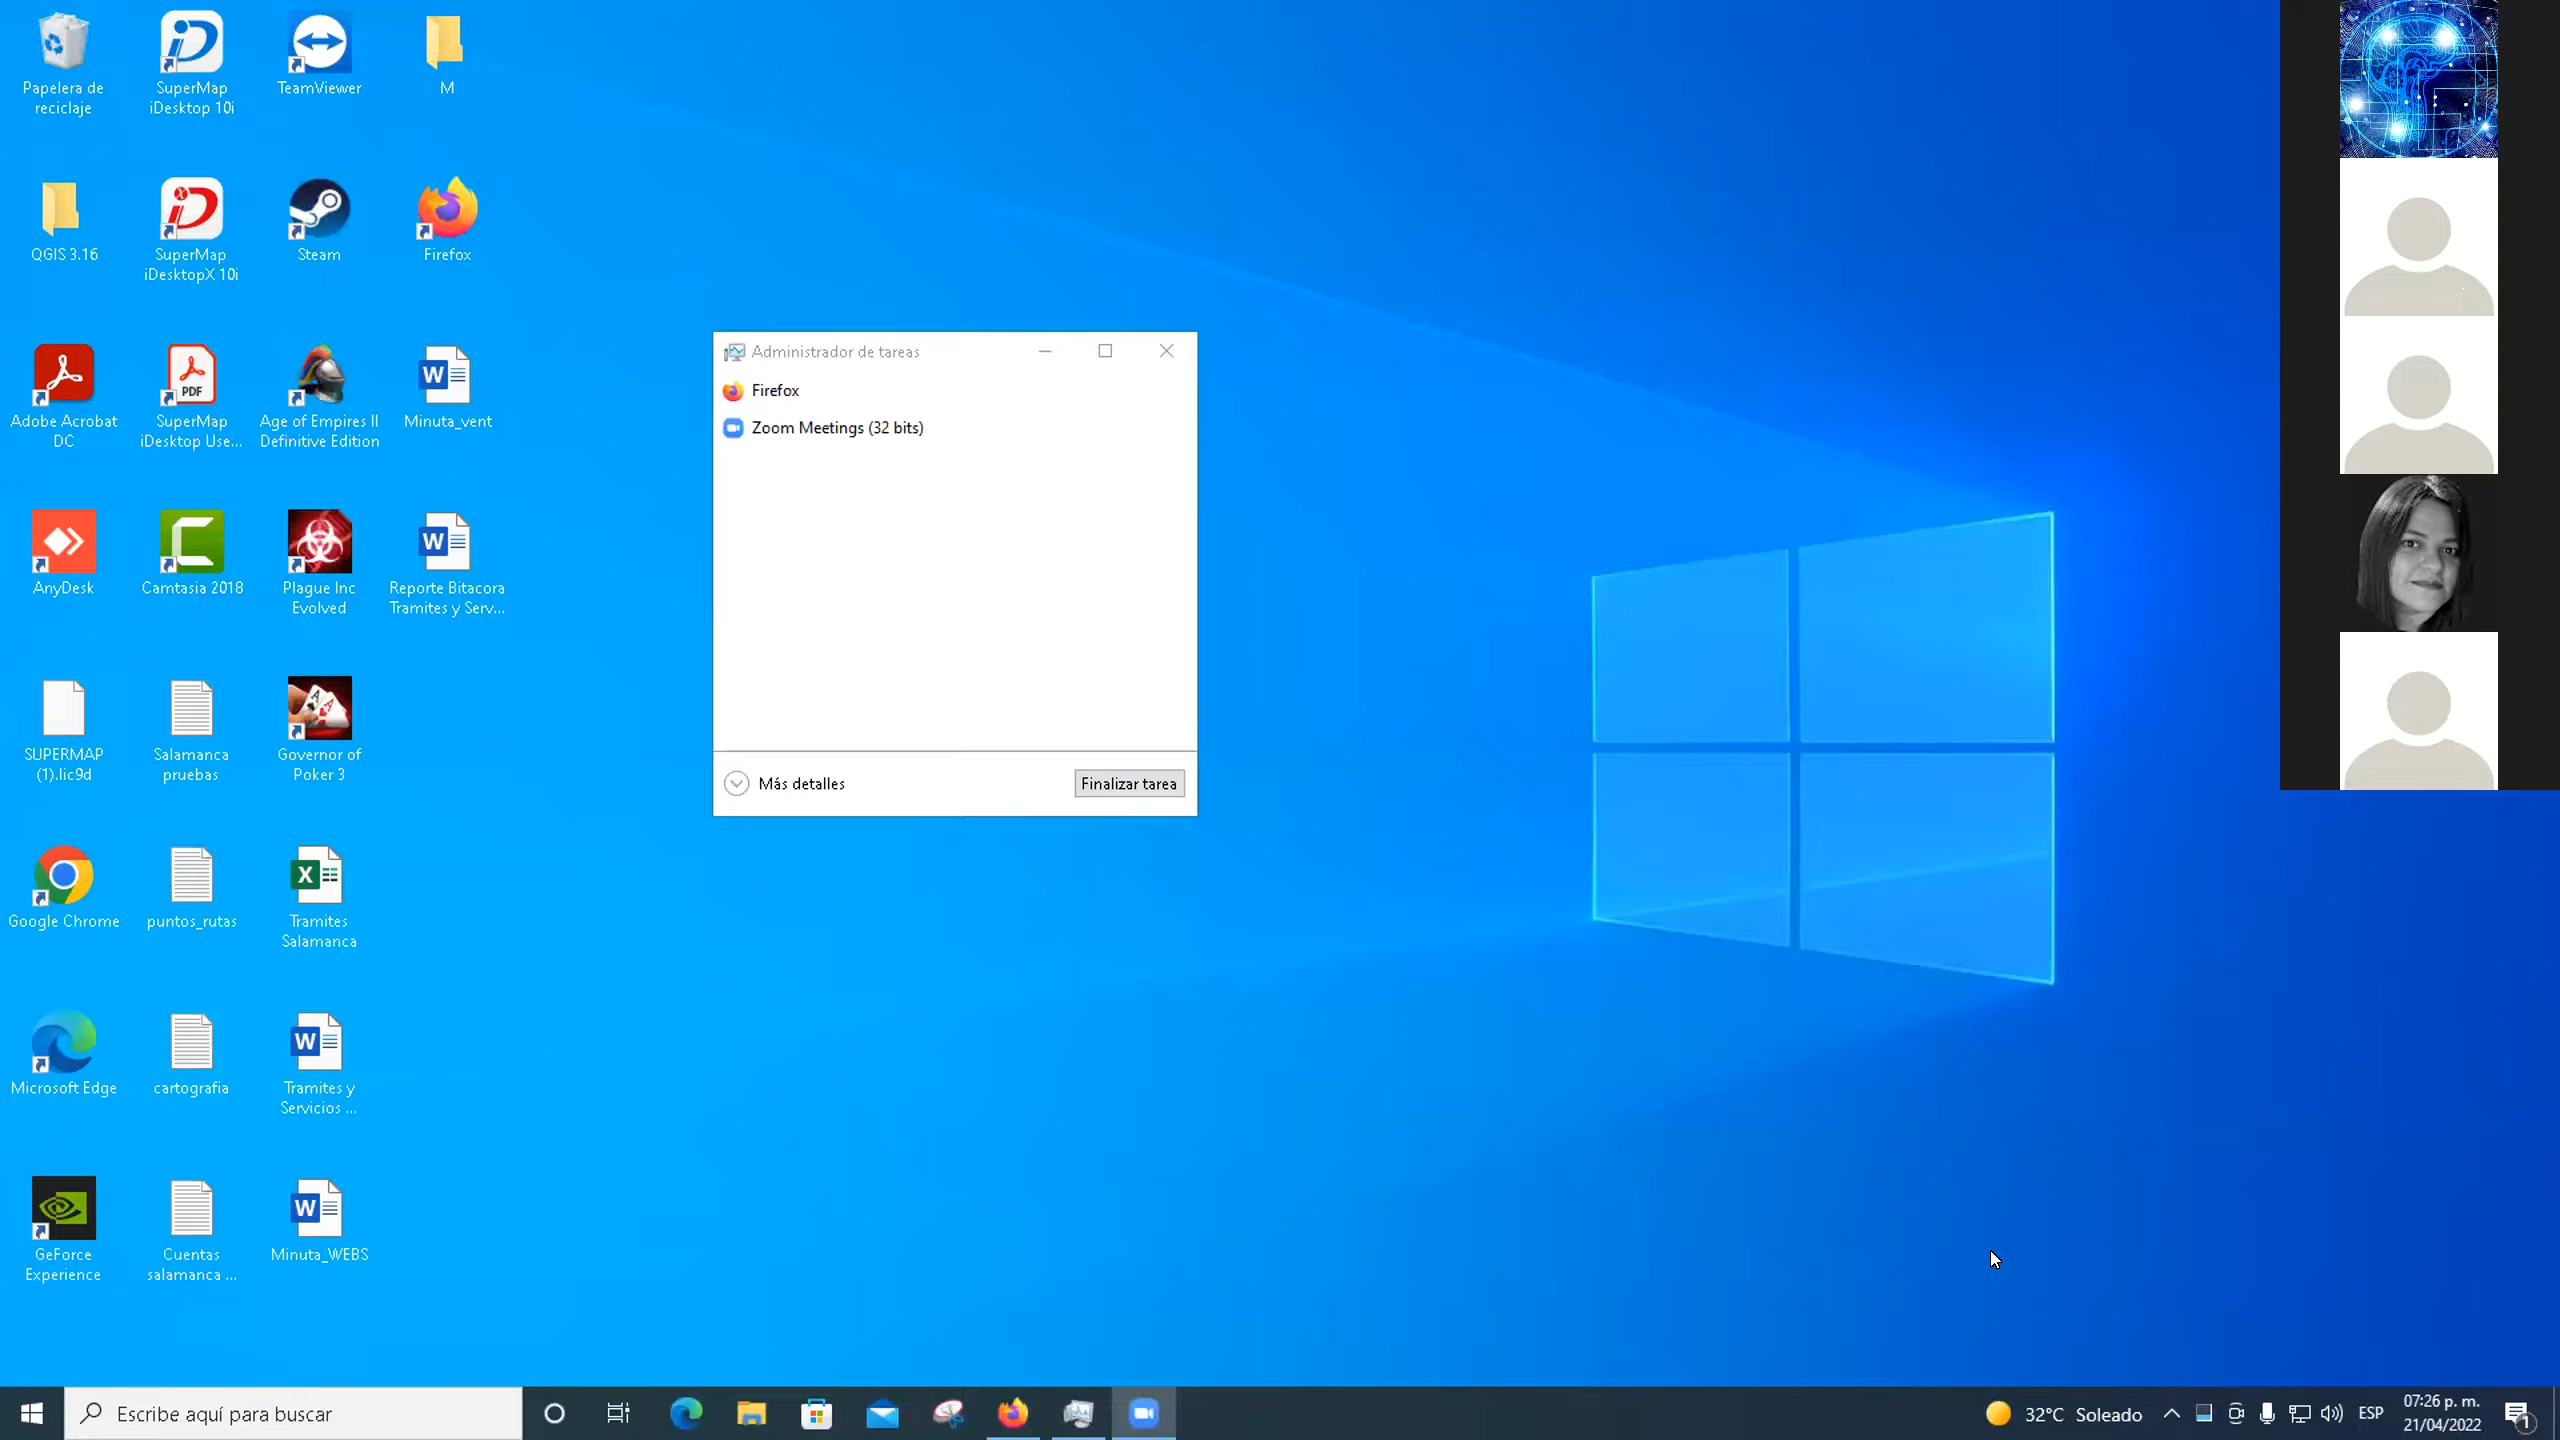 Papelera de
reciclaje
SuperMap
iDesktop 10i
TeamViewer
M
QGIS 3.16
SuperMap
iDesktopX 10i
Steam
Firefox
Adobe Acrobat
DC
PDF
SuperMap
iDesktop Use...
Age of Empires II
Definitive Edition
Minuta_vent
AnyDesk
Camtasia 2018
Plague Inc
Evolved
Reporte Bitacora
Tramites y Serv...
SUPERMAP
(1).lic9d
Salamanca
pruebas
Governor of
Poker 3
Google Chrome
puntos_rutas
Tramites
Salamanca
Microsoft Edge
cartografia
Tramites y
Servicios ...
GeForce
Experience
Cuentas
salamanca ...
Minuta_WEBS
Administrador de tareas
Firefox
Zoom Meetings (32 bits)
Más detalles
Finalizar tarea
Escribe aquí para buscar
32°C Soleado
ESP
07:26 p. m.
21/04/2022
1